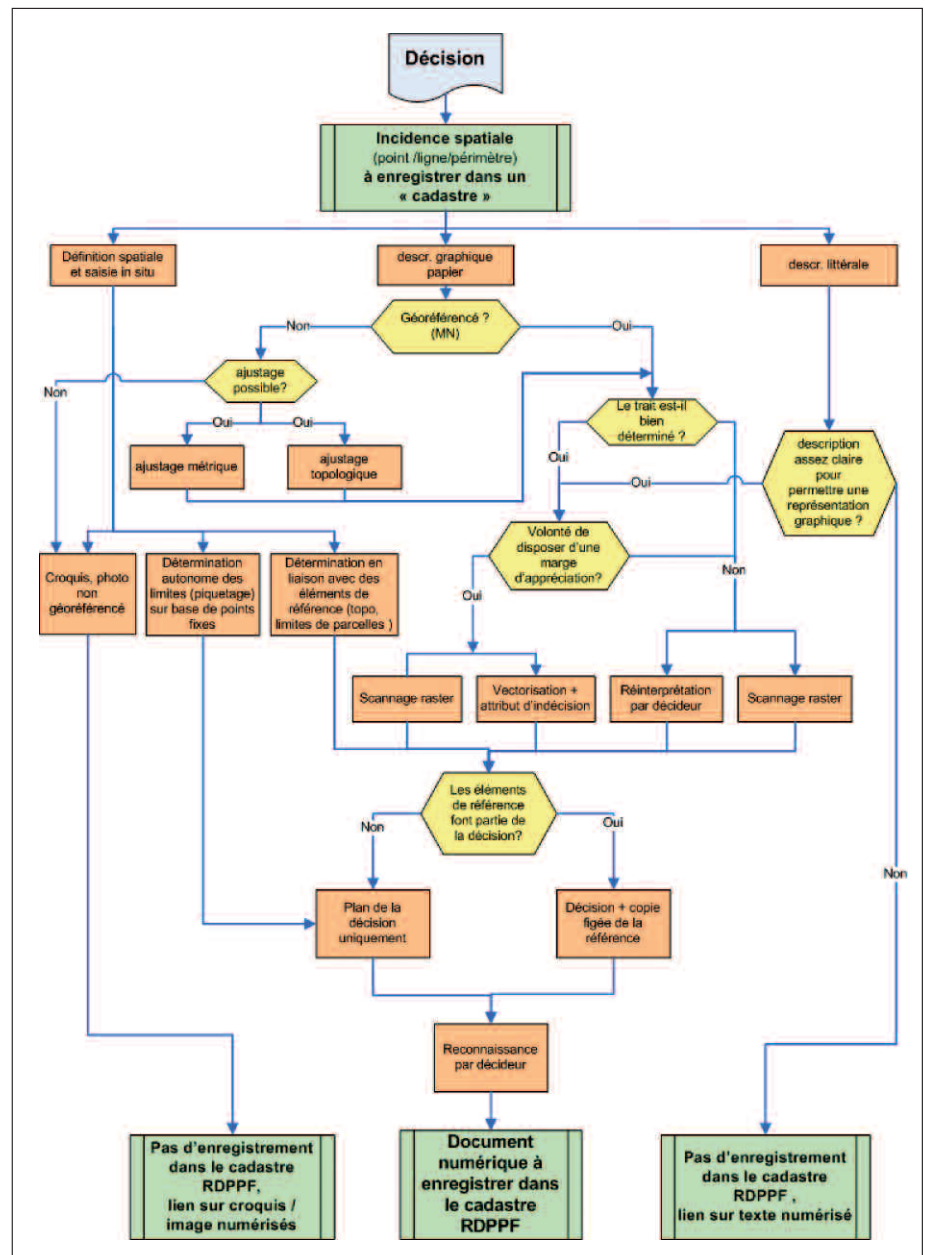 Décision
Incidence spatiale
(point /ligne/périmètre)
à enregistrer dans un
« cadastre »
Définition spatiale
et saisie in situ
descr. graphique
papier
descr. littérale
Géoréférencé ?
(MN)
Non
Oui
ajustage
possible?
Non
Le trait est-il
bien
déterminé ?
Oui
Oui
ajustage métrique
ajustage
topologique
description
assez claire
pour
permettre une
représentation
graphique ?
Oui
Oui
Volonté de
disposer d'une
marge
d'appréciation?
Non
Croquis, photo
non
géoréférencé
Détermination
autonome des
limites (piquetage)
sur base de points
fixes
Détermination en
liaison avec des
éléments de
référence (topo,
limites de parcelles )
Oui
Scannage raster
Vectorisation +
attribut d'indécision
Réinterprétation
par décideur
Scannage raster
Les éléments
de référence
font partie de
la décision?
Non
Oui
Non
Plan de la
décision
uniquement
Décision + copie
figée de la
référence
Reconnaissance
par décideur
Pas d'enregistrement
dans le cadastre
RDPPF,
lien sur croquis /
image numérisés
Document
numérique à
enregistrer dans
le cadastre
RDPPF
Pas d'enregistrement
dans le cadastre
RDPPF ,
lien sur texte numérisé